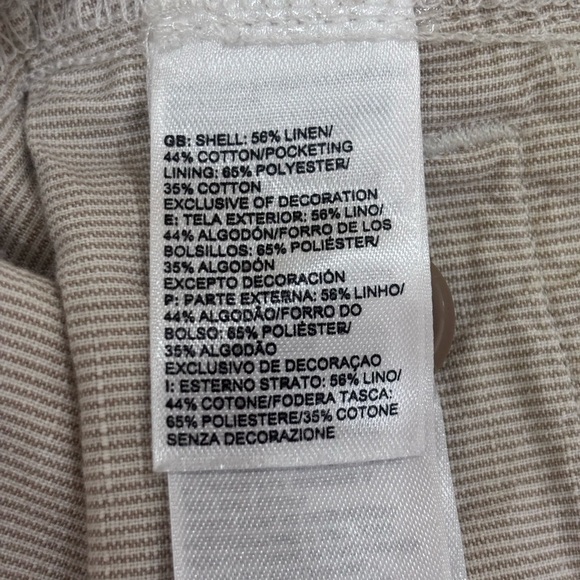 GB: SHELL: 56% LINEN/
44% COTTON/POCKETING
LINING: 65% POLYESTER/
35% COTTON
EXCLUSIVE OF DECORATION
E: TELA EXTERIOR: 56% LINO/
44% ALGODÓN/FORRO DE LOS
BOLSILLOS: 65% POLIÉSTER/
35% ALGODÓN
EXCEPTO DECORACIÓN
P: PARTE EXTERNA: 56% LINHO/
44% ALGODÃO/FORRO DO
BOLSO: 65% POLIÉSTER/
35% ALGODÃO
EXCLUSIVO DE DECORAÇAO
I: ESTERNO STRATO: 56% LINO/
44% COTONE/FODERA TASCA:
65% POLIESTERE/35% COTONE
SENZA DECORAZIONE